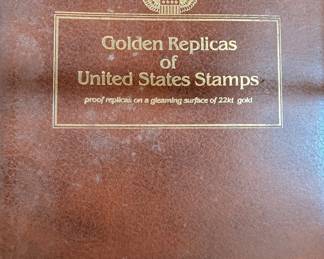 Golden Replicas
of
United States Stamps
proof replicas on a gleaming surface of 22kt gold